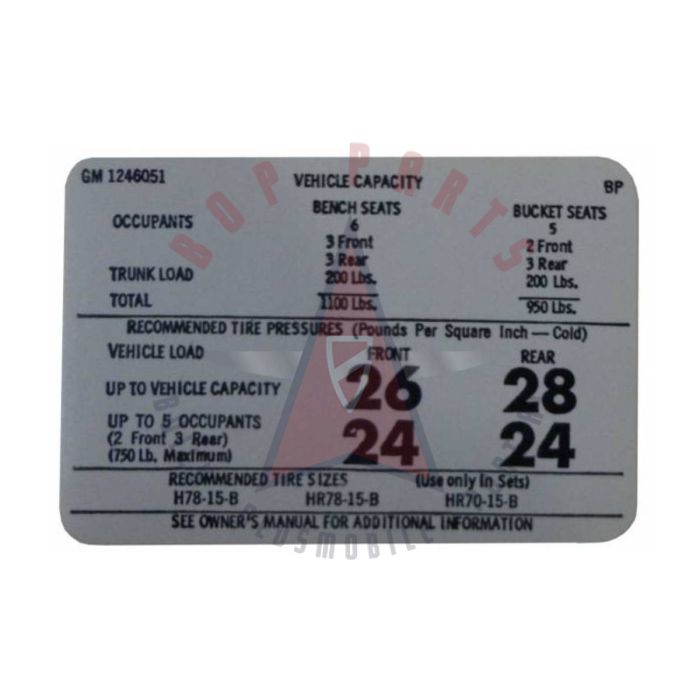 GM 1246051 VEHICLE CAPACITY BP
BENCH SEATS BUCKET SEATS
OCCUPANTS 6 5
3 Front 2 Front
3 Rear 3 Rear
TRUNK LOAD 200 Lbs. 200 Lbs.
TOTAL 1100 Lbs. 950 Lbs.
RECOMMENDED TIRE PRESSURES (Pounds Per Square Inch — Cold)
VEHICLE LOAD FRONT REAR
UP TO VEHICLE CAPACITY 26 28
UP TO 5 OCCUPANTS 24 24
(2 Front 3 Rear)
(750 Lb. Maximum)
RECOMMENDED TIRE SIZES (Use only in Sets)
H78-15-B HR78-15-B HR70-15-B
SEE OWNER'S MANUAL FOR ADDITIONAL INFORMATION
BOP PARTS
OLDSMOBILE